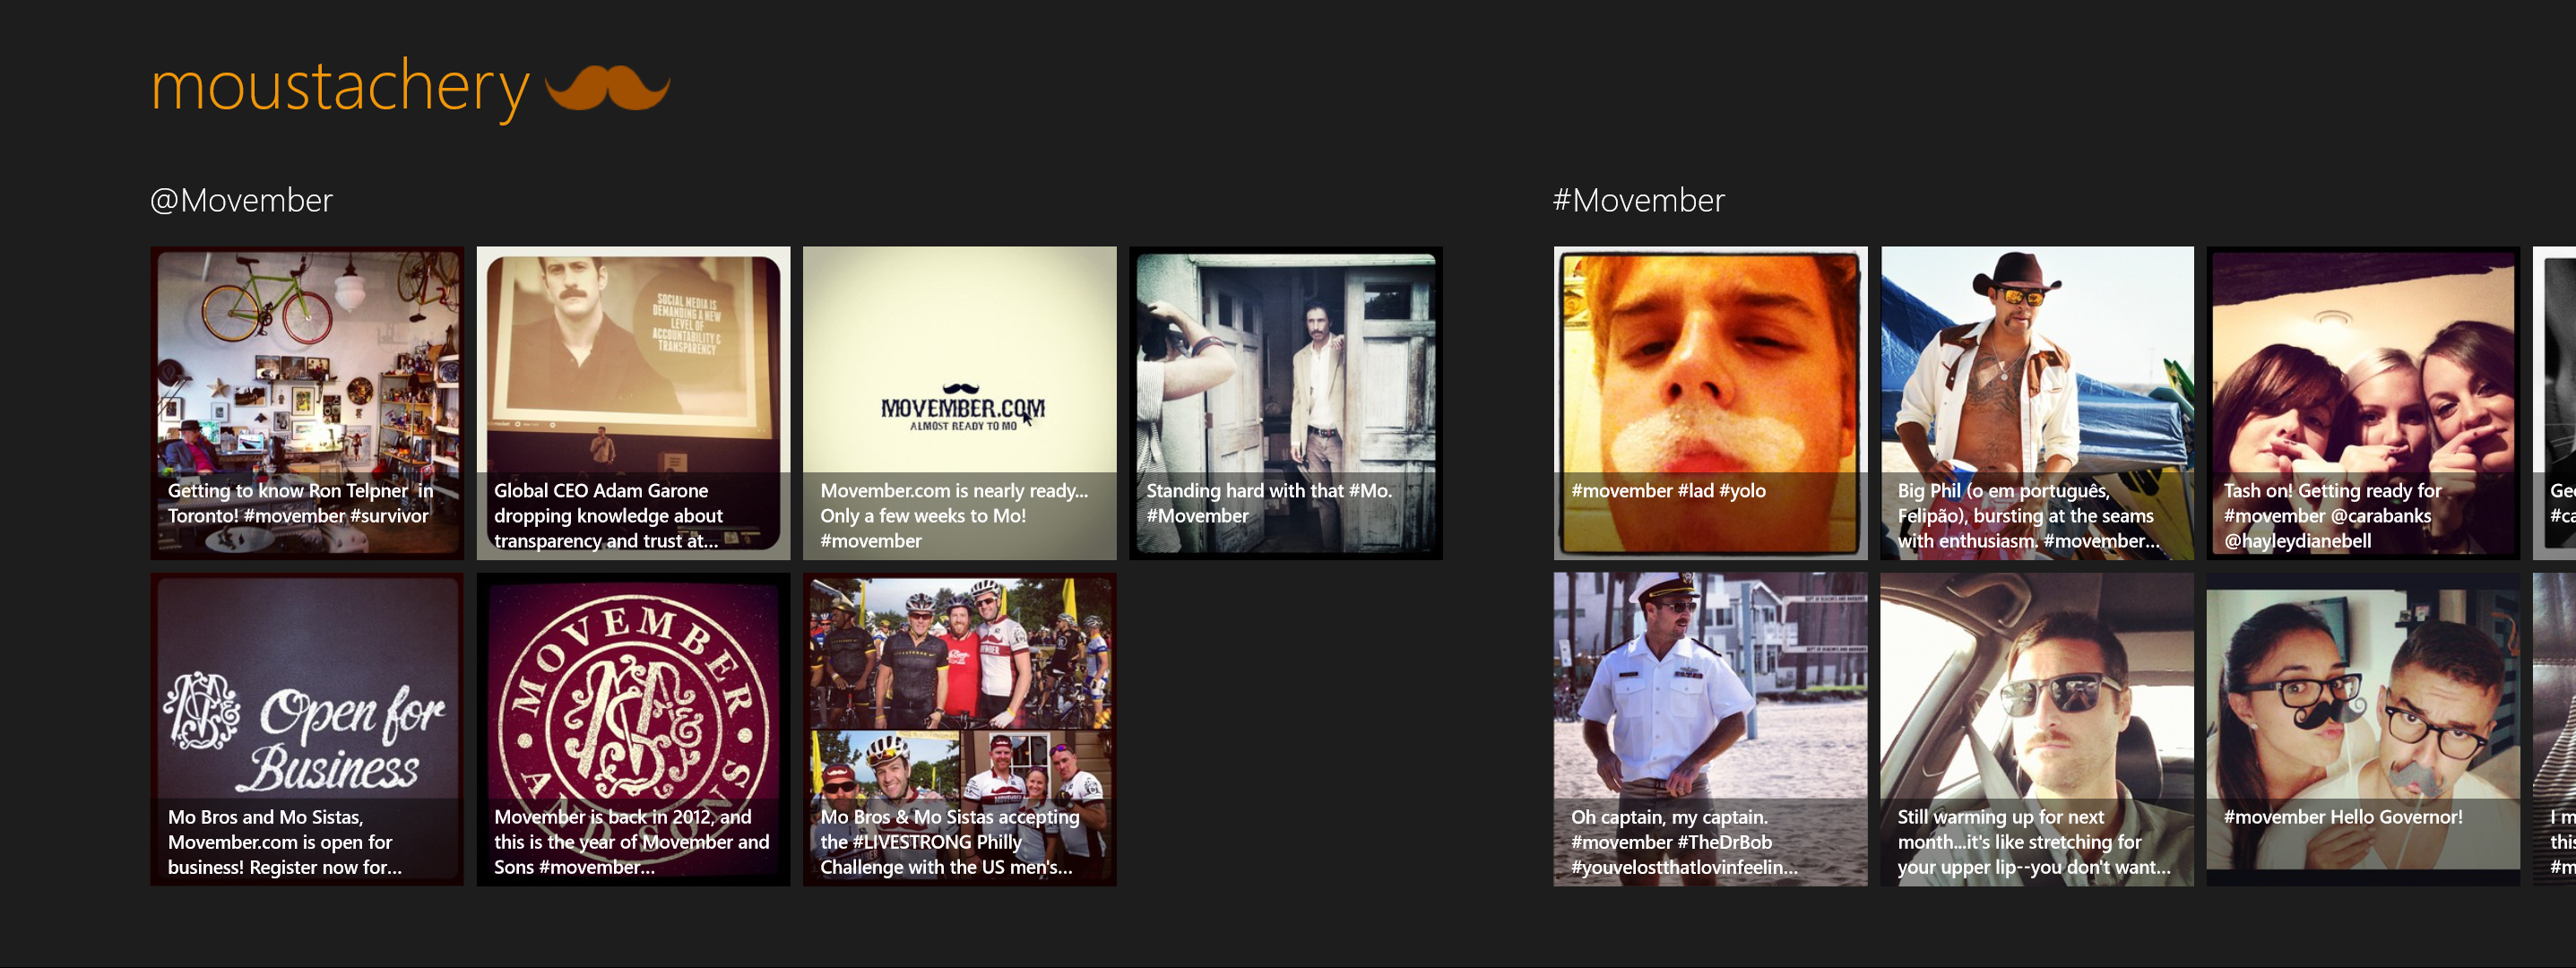 moustachery
@Movember
#Movember
SOCIAL MEDIA IS
DEMANDING A NEW
LEVEL OF
ACCOUNTABILITY &
TRANSPARENCY
MOVEMBER.COM
ALMOST READY TO MO
Getting to know Ron Telpner in
Toronto! #movember #survivor
Global CEO Adam Garone
dropping knowledge about
transparency and trust at...
Movember.com is nearly ready...
Only a few weeks to Mo!
#movember
Standing hard with that #Mo.
#Movember
#movember #lad #yolo
Big Phil (o em português,
Felipão), bursting at the seams
with enthusiasm. #movember...
Tash on! Getting ready for
#movember @carabanks
@hayleydianebell
Open for
Business
MOVEMBER
& SONS
AND
Mo Bros and Mo Sistas,
Movember.com is open for
business! Register now for...
Movember is back in 2012, and
this is the year of Movember and
Sons #movember...
Mo Bros & Mo Sistas accepting
the #LIVESTRONG Philly
Challenge with the US men's...
Oh captain, my captain.
#movember #TheDrBob
#youvelostthatlovinfeelin...
Still warming up for next
month...it's like stretching for
your upper lip--you don't want...
#movember Hello Governor!